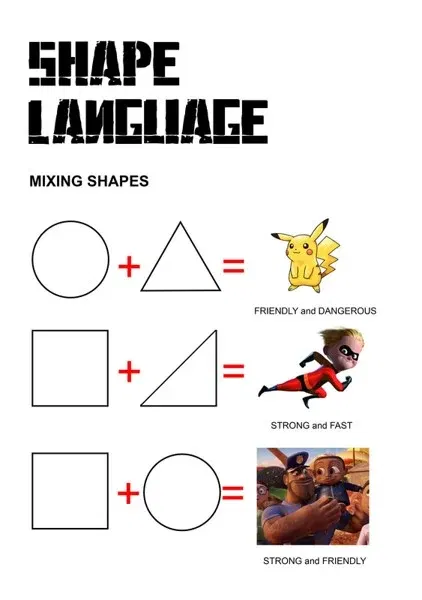 SHAPE
LANGUAGE
MIXING SHAPES
+ =
FRIENDLY and DANGEROUS
+ =
STRONG and FAST
+ =
STRONG and FRIENDLY